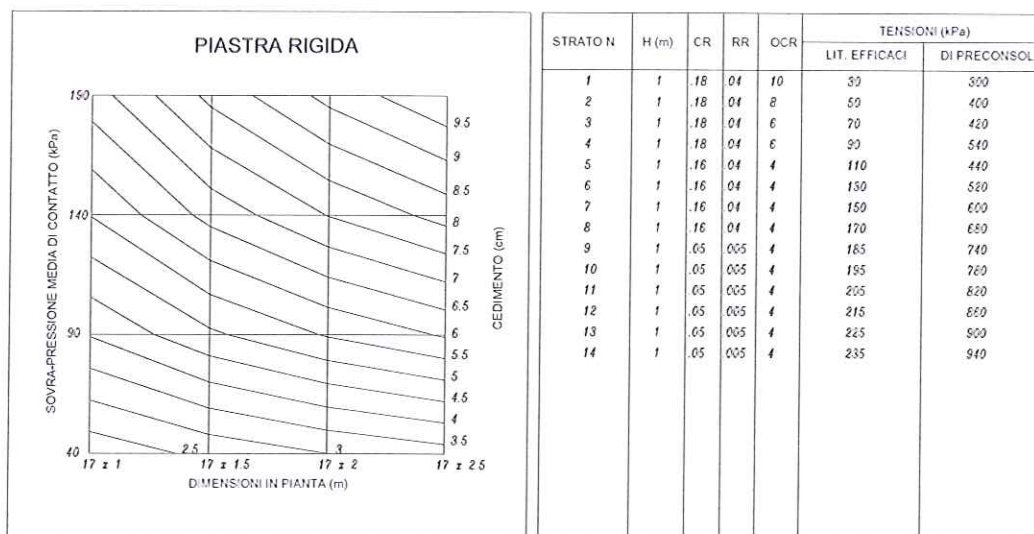 PIASTRA RIGIDA
SOVRA-PRESSIONE MEDIA DI CONTATTO (kPa)
190
140
90
40
9.5
9
8.5
8
7.5
7
6.5
6
5.5
5
4.5
4
3.5
2.5
3
CEDIMENTO (cm)
17 x 1
17 x 1.5
17 x 2
17 x 2.5
DIMENSIONI IN PIANTA (m)
STRATO N H (m) CR RR OCR TENSIONI (kPa)
LIT. EFFICACI DI PRECONSOL
1 1 .18 .04 10 30 300
2 1 .18 .04 8 50 400
3 1 .18 .04 6 70 420
4 1 .18 .04 6 90 540
5 1 .16 .04 4 110 440
6 1 .16 .04 4 130 520
7 1 .16 .04 4 150 600
8 1 .16 .04 4 170 680
9 1 .05 .005 4 185 740
10 1 .05 .005 4 195 780
11 1 .05 .005 4 205 820
12 1 .05 .005 4 215 860
13 1 .05 .005 4 225 900
14 1 .05 .005 4 235 940